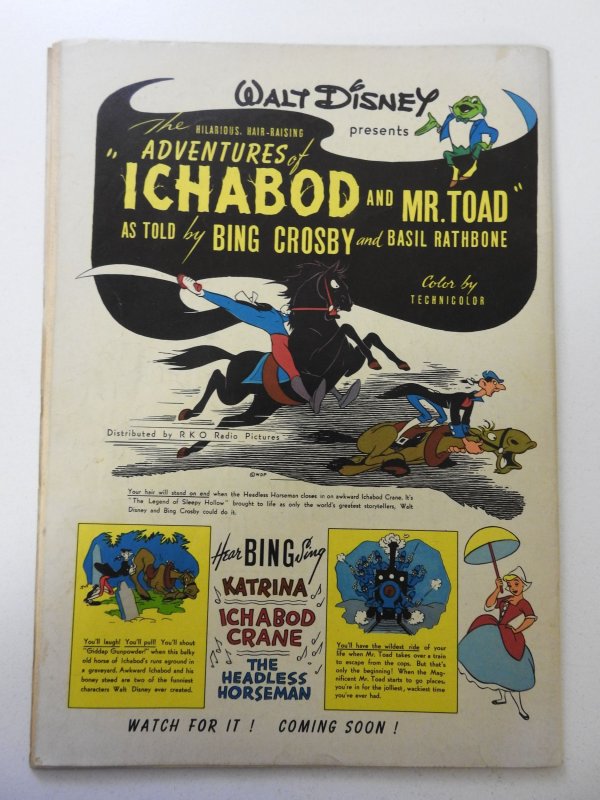 WALT DISNEY
presents
The HILARIOUS, HAIR-RAISING
"ADVENTURES of
ICHABOD AND MR. TOAD"
AS TOLD by BING CROSBY and BASIL RATHBONE
Color by
TECHNICOLOR
Distributed by RKO Radio Pictures
©WDP
Your hair will stand on end when the Headless Horseman closes in on awkward Ichabod Crane. It's
"The Legend of Sleepy Hollow" brought to life as only the world's greatest storytellers, Walt
Disney and Bing Crosby could do it.
Hear BING Sing
KATRINA
ICHABOD
CRANE
THE
HEADLESS
HORSEMAN
You'll laugh! You'll pull! You'll shout
"Giddap Gunpowder!" when this balky
old horse of Ichabod's runs aground in
a graveyard. Awkward Ichabod and his
boney steed are two of the funniest
characters Walt Disney ever created.
You'll have the wildest ride of your
life when Mr. Toad takes over a train
to escape from the cops. But that's
only the beginning! When the Mag-
nificent Mr. Toad starts to go places,
you're in for the jolliest, wackiest time
you've ever had.
WATCH FOR IT! COMING SOON!